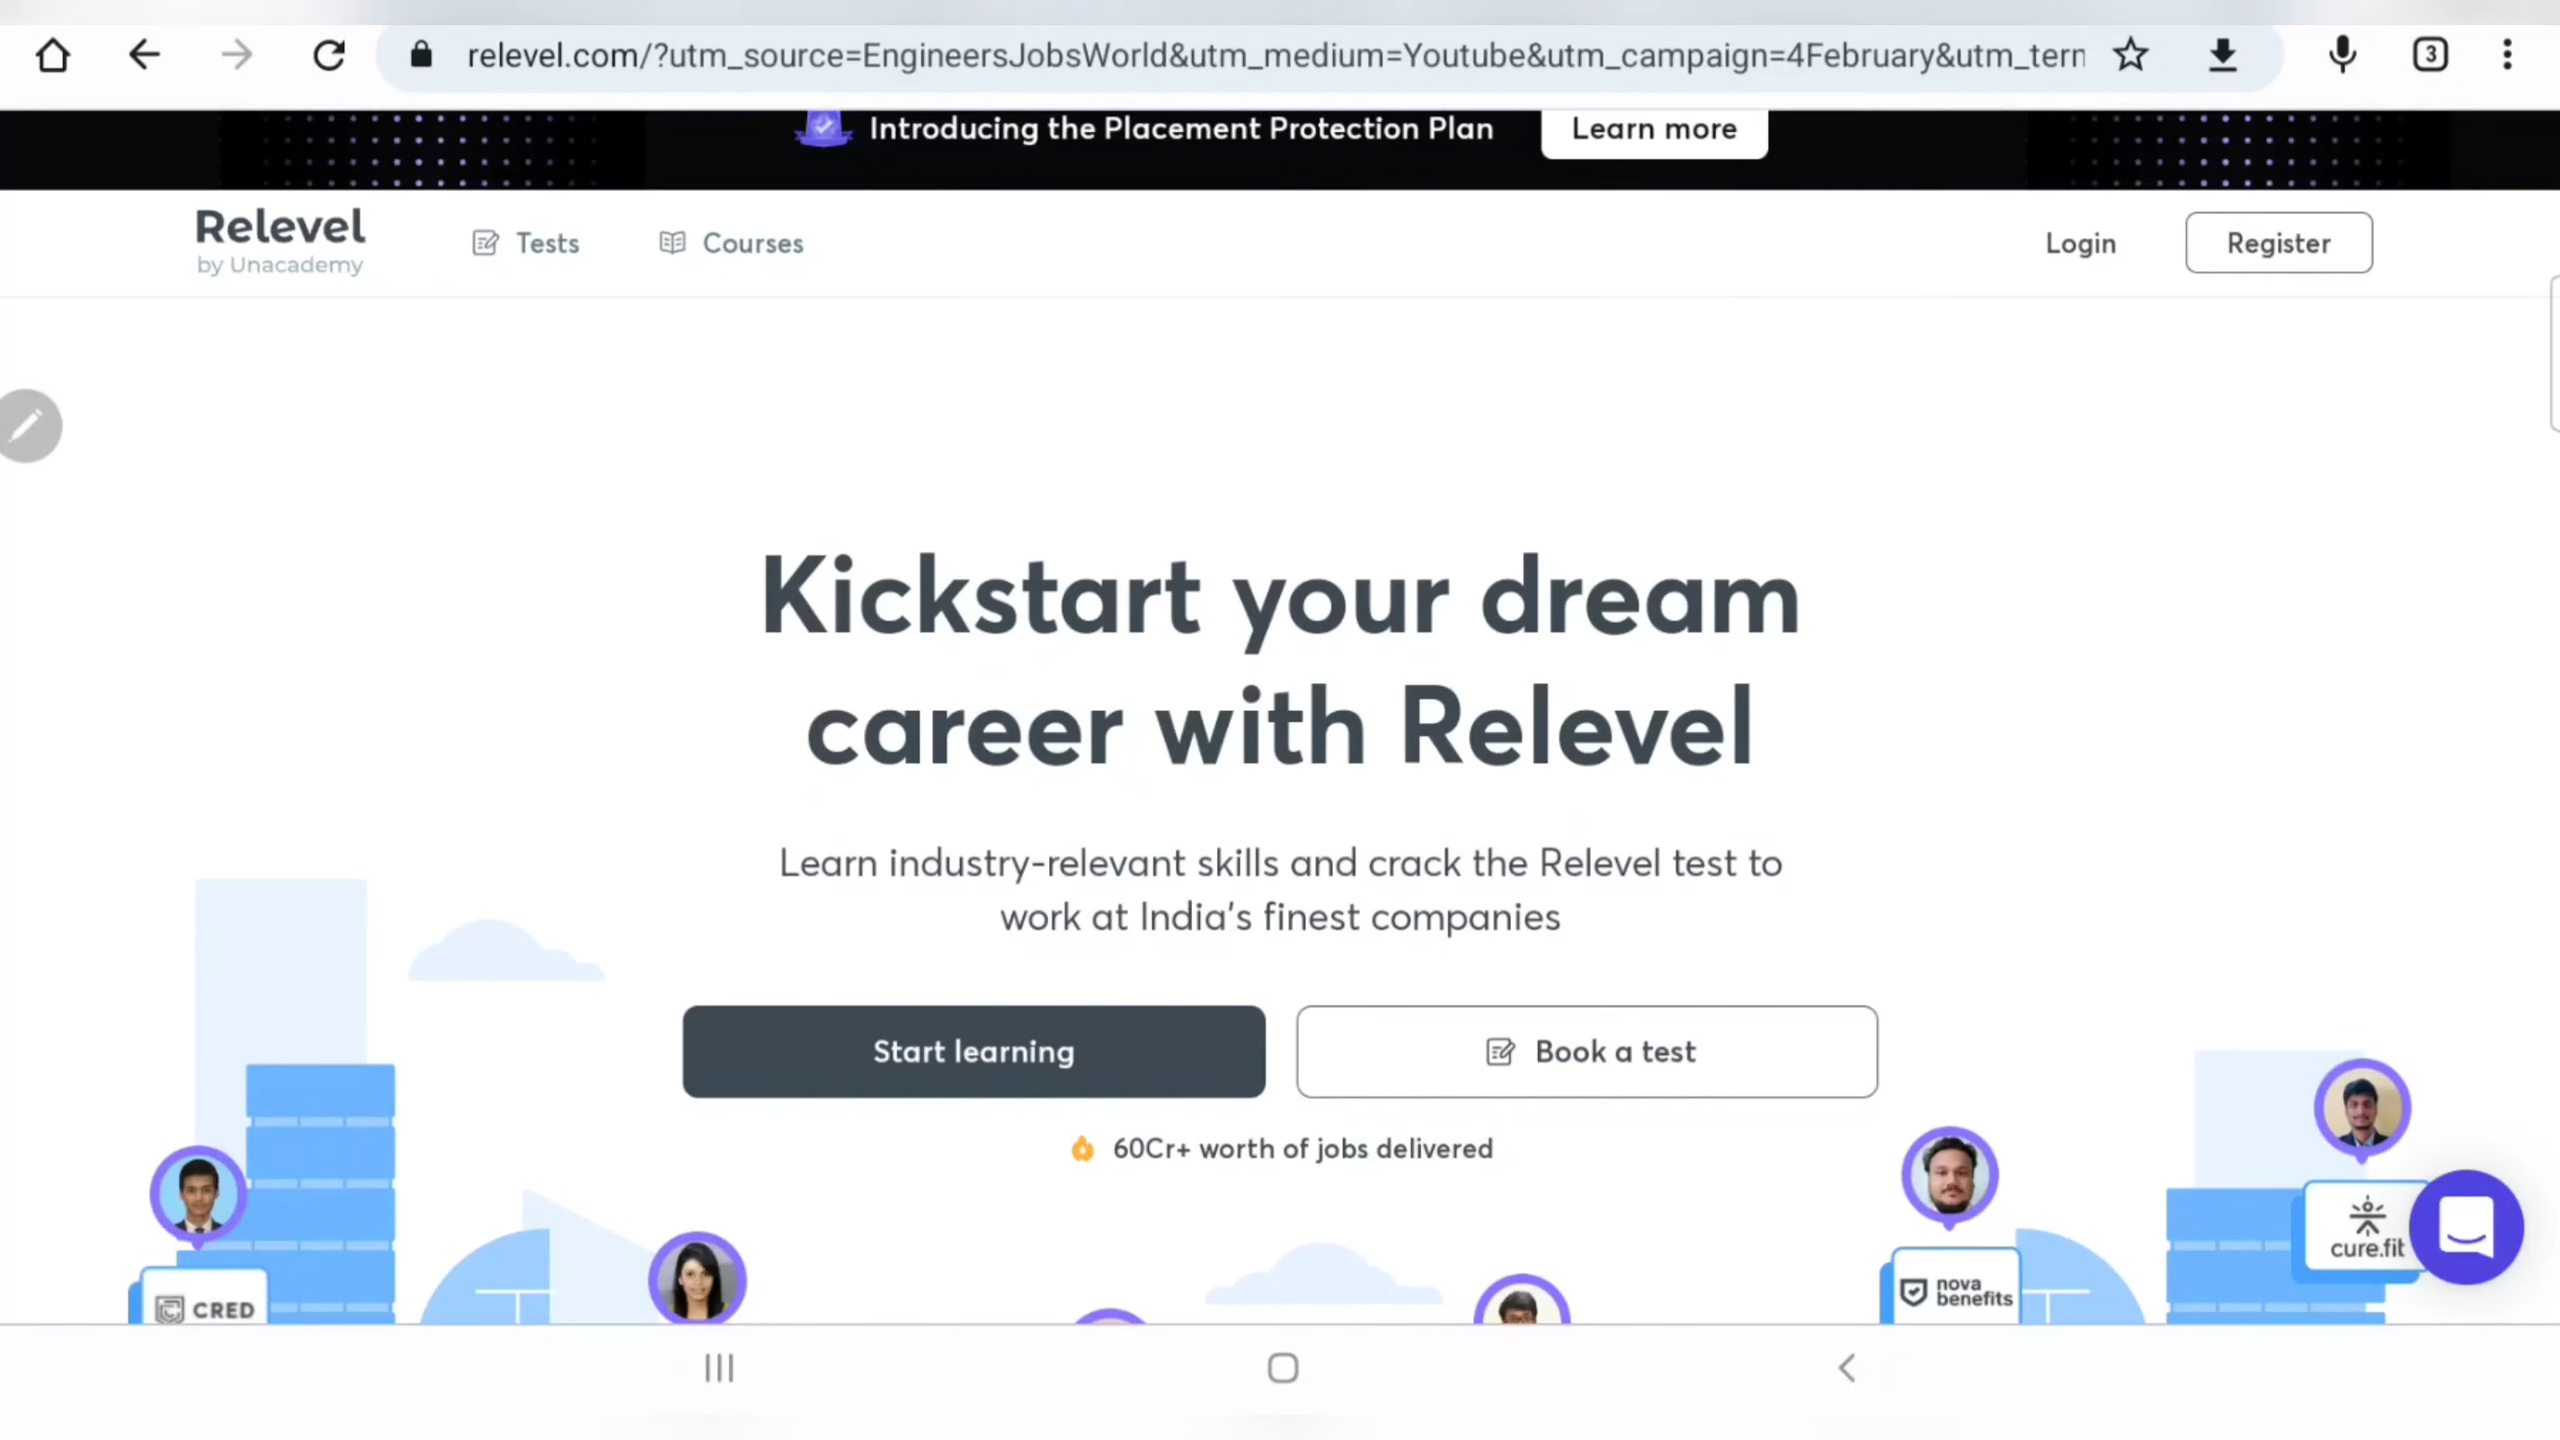 relevel.com/?utm_source=EngineersJobsWorld&utm_medium=Youtube&utm_campaign=4February&utm_tern
3
Introducing the Placement Protection Plan
Learn more
Relevel
by Unacademy
Tests
Courses
Login
Register
Kickstart your dream
career with Relevel
Learn industry-relevant skills and crack the Relevel test to
work at India's finest companies
Start learning
Book a test
60Cr+ worth of jobs delivered
CRED
nova
benefits
cure.fit